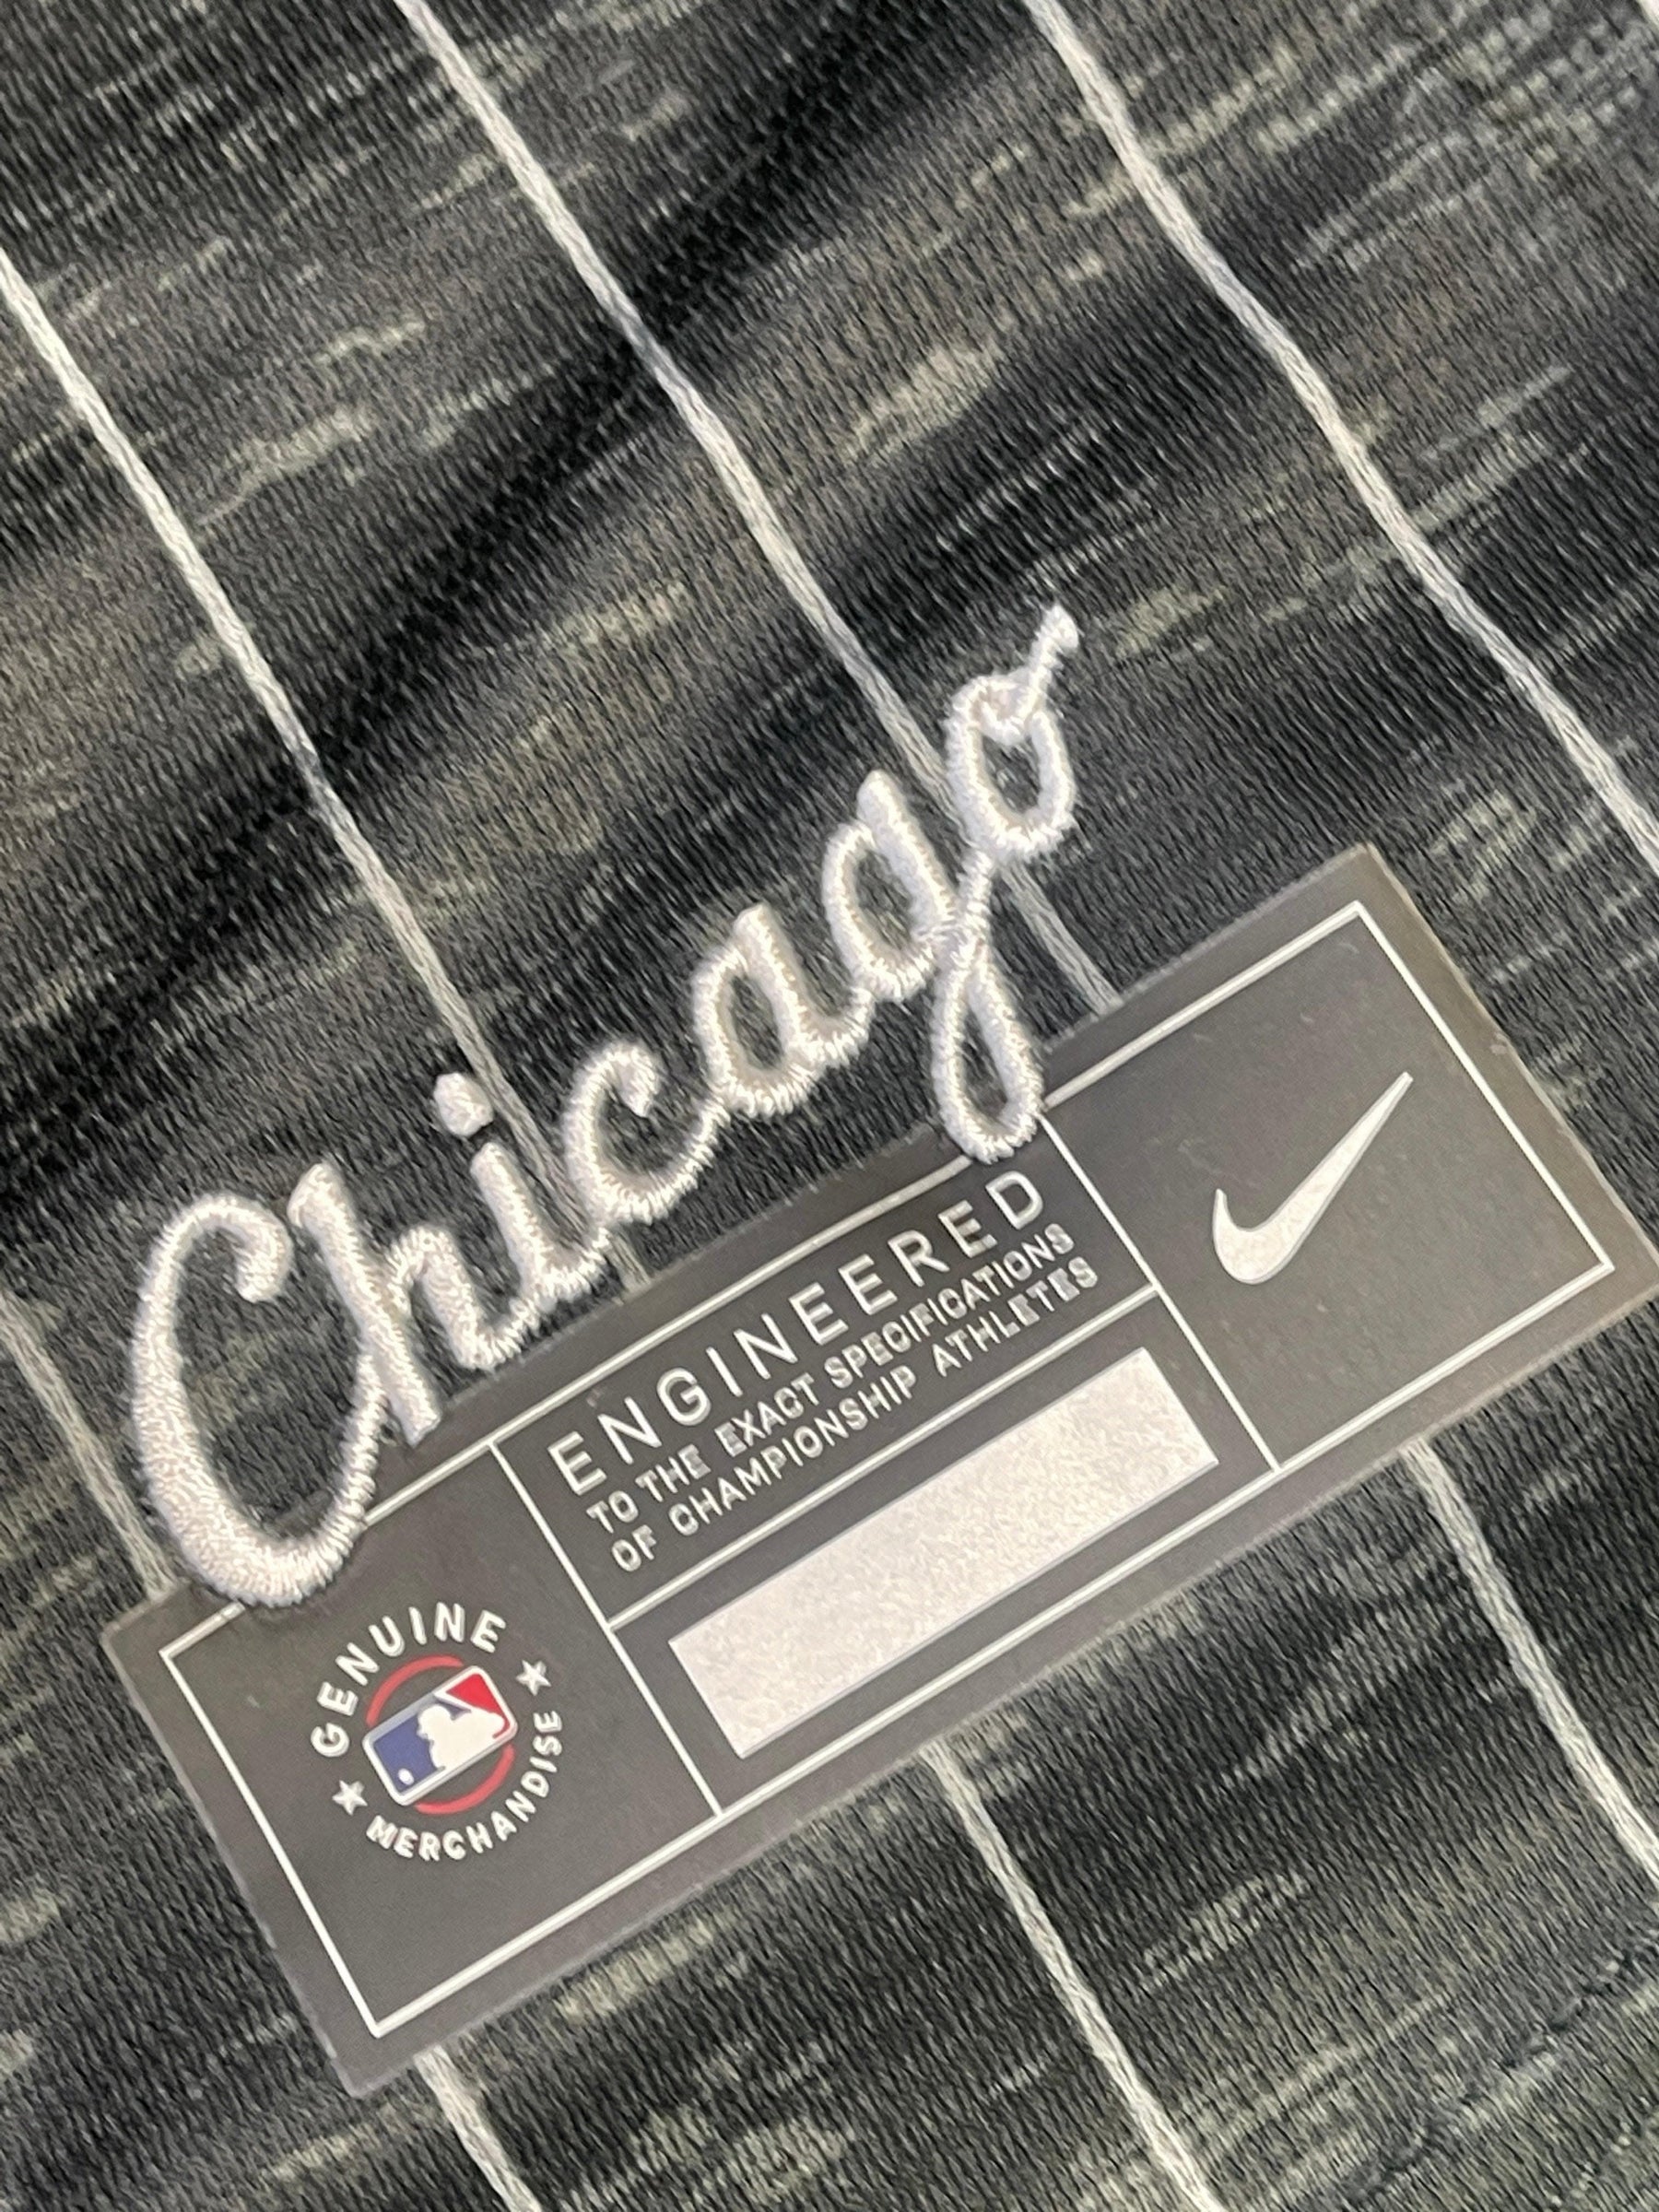 Chicago
ENGINEERED
TO THE EXACT SPECIFICATIONS
OF CHAMPIONSHIP ATHLETES
GENUINE
MERCHANDISE